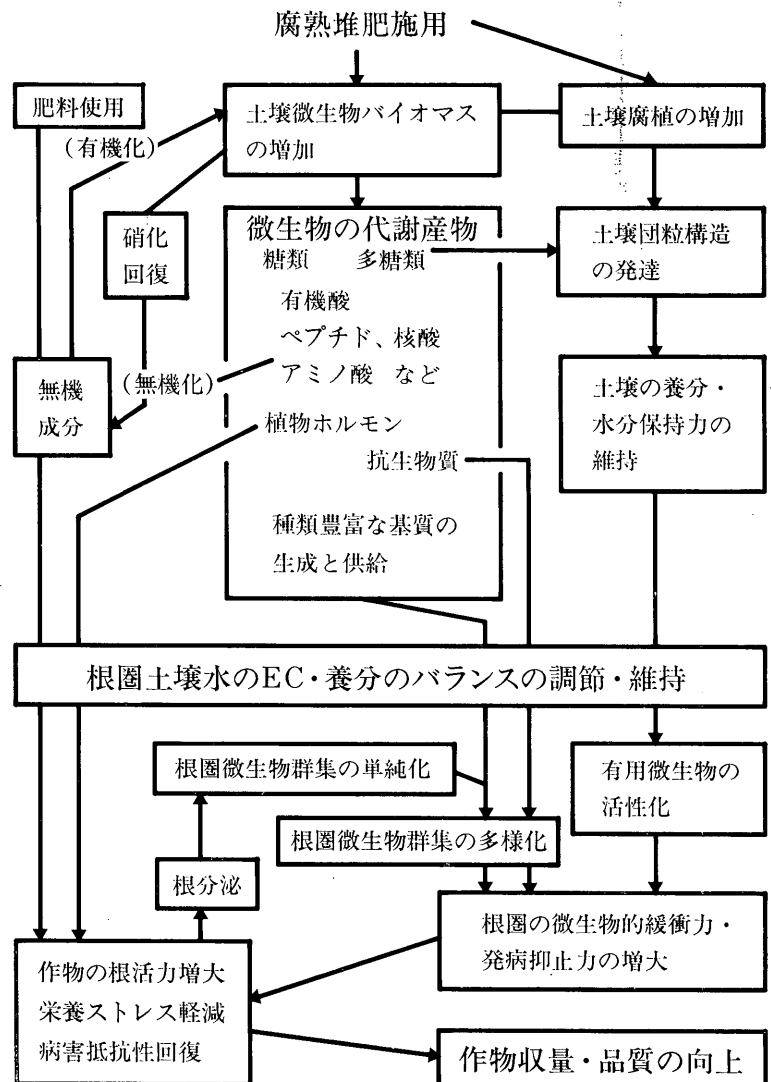 腐熟堆肥施用
肥料使用
土壌微生物バイオマス
の増加
土壌腐植の増加
(有機化)
硝化
回復
微生物の代謝産物
糖類 多糖類
有機酸
ペプチド、核酸
アミノ酸 など
植物ホルモン
抗生物質
種類豊富な基質の
生成と供給
土壌団粒構造
の発達
無機
成分
(無機化)
土壌の養分・
水分保持力の
維持
根圏土壌水のEC・養分のバランスの調節・維持
根圏微生物群集の単純化
有用微生物の
活性化
根圏微生物群集の多様化
根分泌
根圏の微生物的緩衝力・
発病抑止力の増大
作物の根活力増大
栄養ストレス軽減
病害抵抗性回復
作物収量・品質の向上